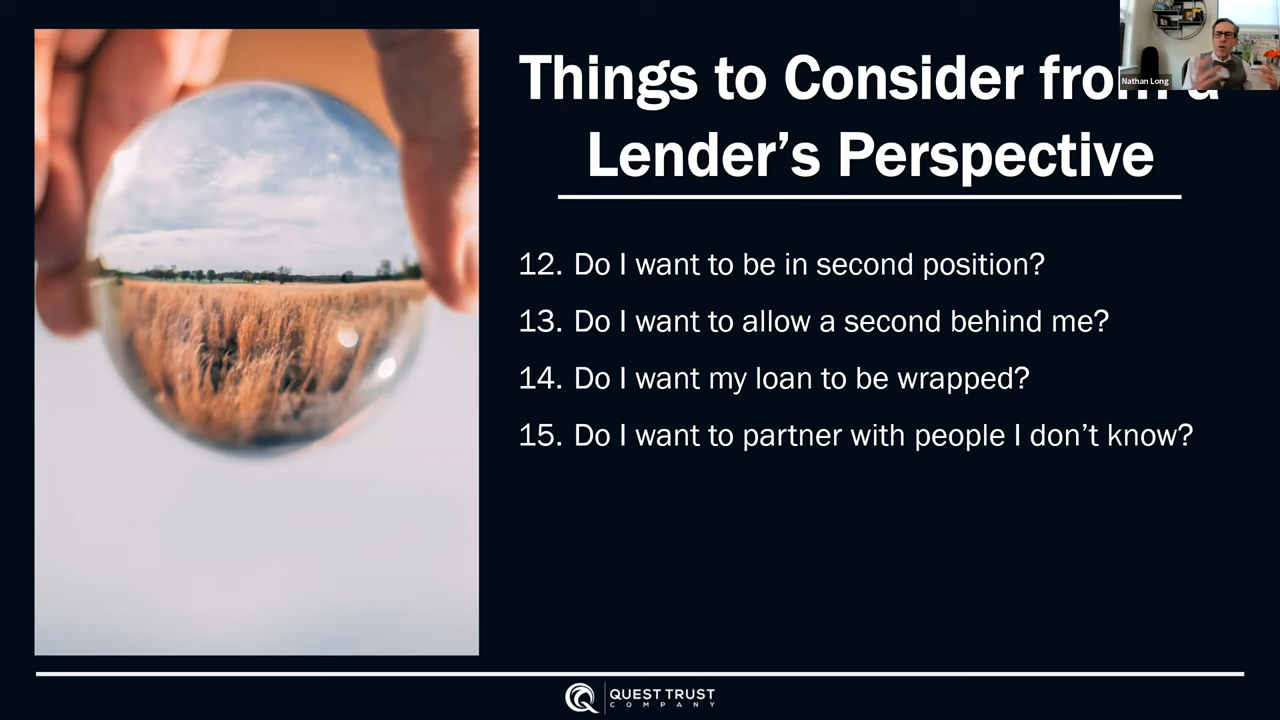 Things to Consider from a
Lender's Perspective
Nathan Long
12. Do I want to be in second position?
13. Do I want to allow a second behind me?
14. Do I want my loan to be wrapped?
15. Do I want to partner with people I don't know?
QUEST TRUST
COMPANY